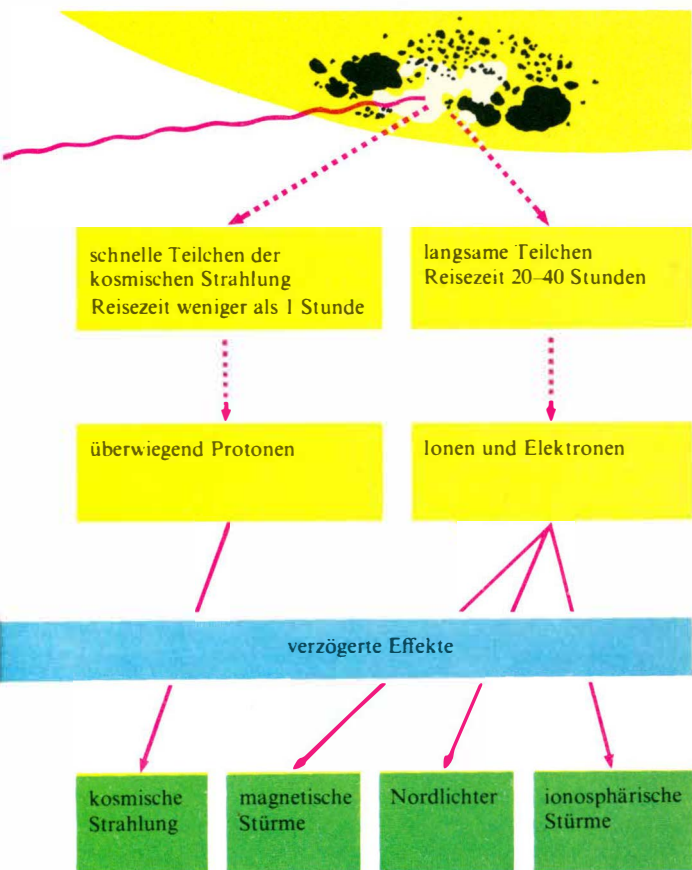 schnelle Teilchen der
kosmischen Strahlung
Reisezeit weniger als 1 Stunde
langsame Teilchen
Reisezeit 20–40 Stunden
überwiegend Protonen
Ionen und Elektronen
verzögerte Effekte
kosmische
Strahlung
magnetische
Stürme
Nordlichter
ionosphärische
Stürme